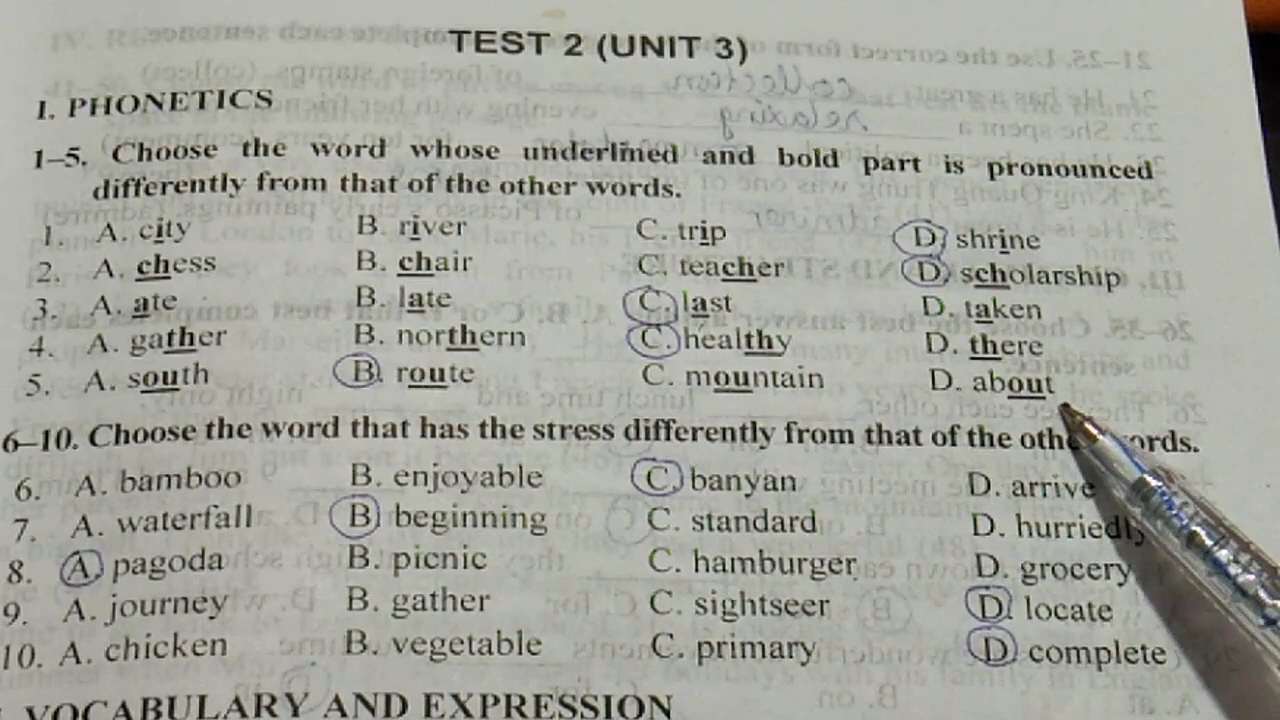 TEST 2 (UNIT 3)
I. PHONETICS
1–5. Choose the word whose underlined and bold part is pronounced
differently from that of the other words.
1. A. city B. river C. trip D. shrine
2. A. chess B. chair C. teacher D. scholarship
3. A. ate B. late C. last D. taken
4. A. gather B. northern C. healthy D. there
5. A. south B. route C. mountain D. about
6–10. Choose the word that has the stress differently from that of the words.
6. A. bamboo B. enjoyable C. banyan D. arrive
7. A. waterfall B. beginning C. standard D. hurriedly
8. A. pagoda B. picnic C. hamburger D. grocery
9. A. journey B. gather C. sightseer D. locate
10. A. chicken B. vegetable C. primary D. complete
VOCABULARY AND EXPRESSION